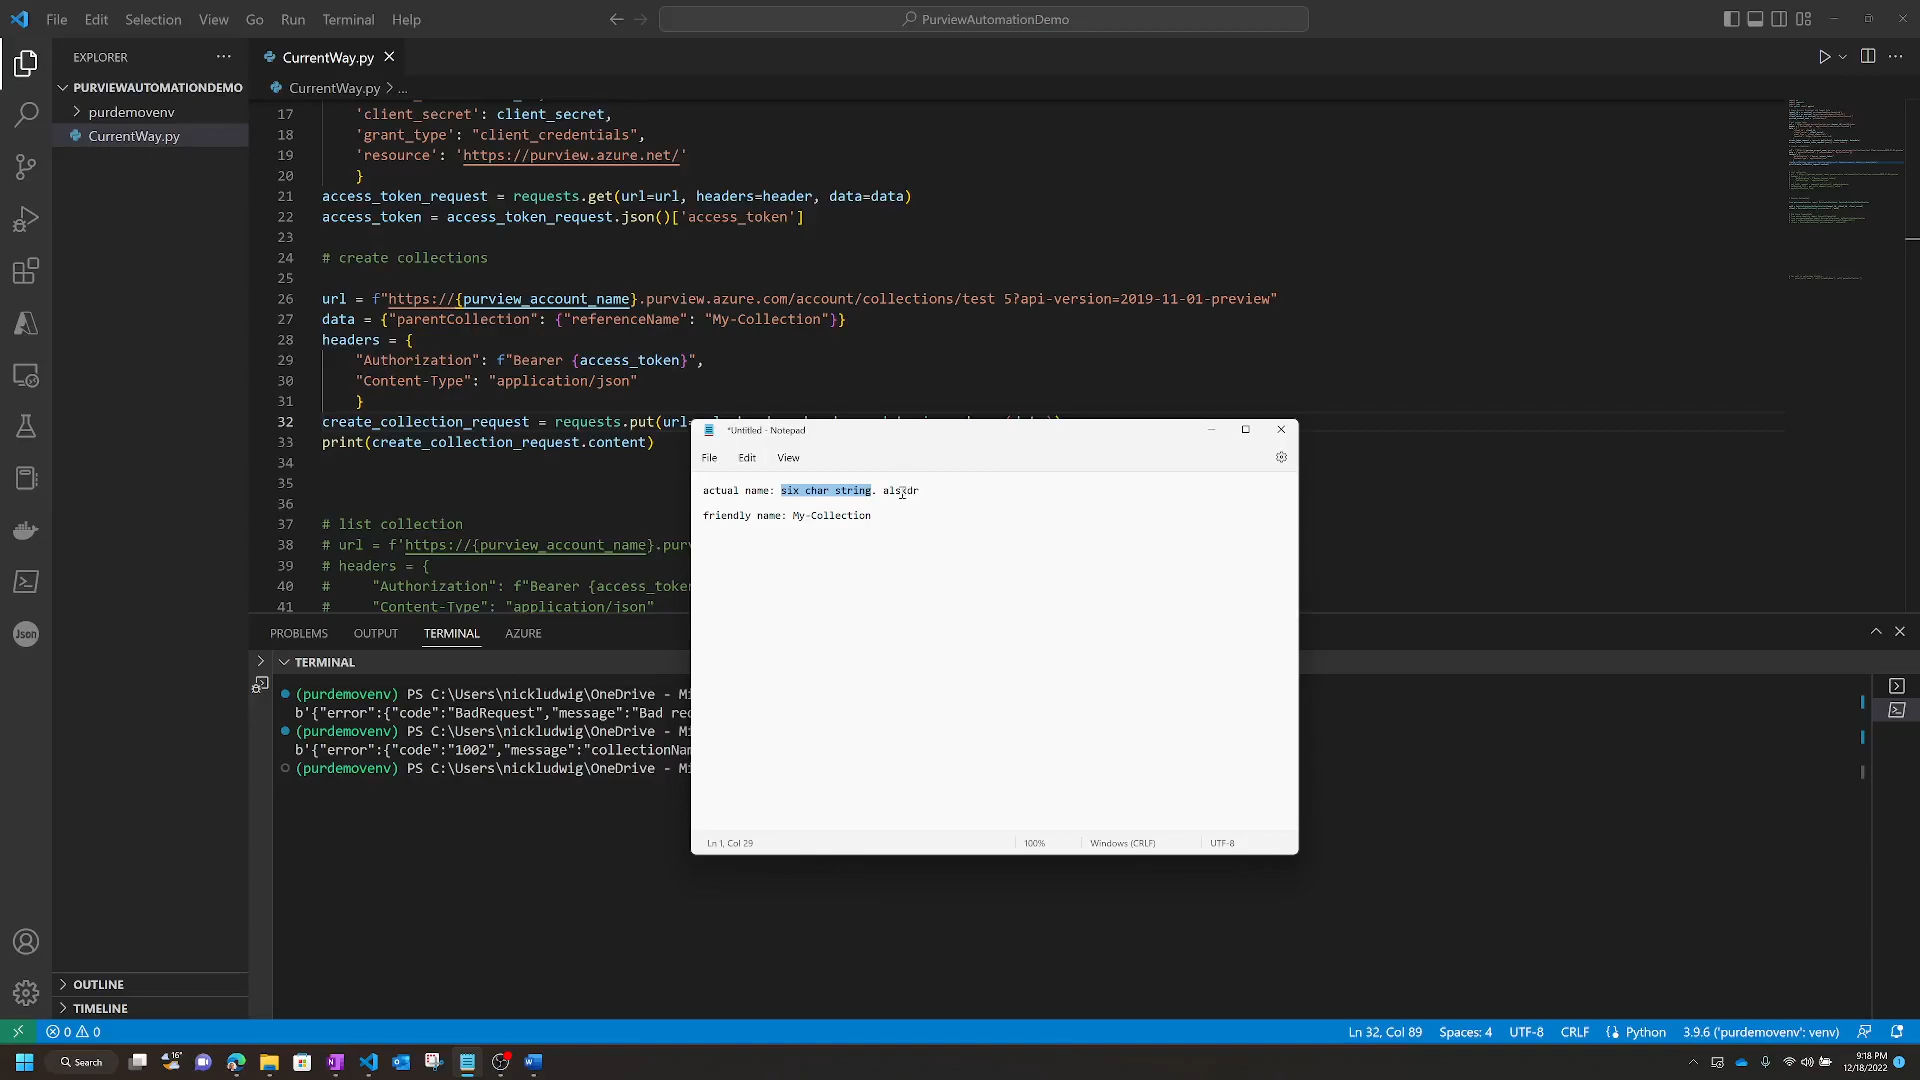 File Edit Selection View Go Run Terminal Help
PurviewAutomationDemo
EXPLORER
CurrentWay.py
PURVIEWAUTOMATIONDEMO
CurrentWay.py > ...
purdemovenv
CurrentWay.py
17 'client_secret': client_secret,
18 'grant_type': "client_credentials",
19 'resource': 'https://purview.azure.net/'
20 }
21 access_token_request = requests.get(url=url, headers=header, data=data)
22 access_token = access_token_request.json()['access_token']
23
24 # create collections
25
26 url = f"https://{purview_account_name}.purview.azure.com/account/collections/test 5?api-version=2019-11-01-preview"
27 data = {"parentCollection": {"referenceName": "My-Collection"}}
28 headers = {
29 "Authorization": f"Bearer {access_token}",
30 "Content-Type": "application/json"
31 }
32 create_collection_request = requests.put(url=
33 print(create_collection_request.content)
34
35
36
37 # list collection
38 # url = f'https://{purview_account_name}.purv
39 # headers = {
40 # "Authorization": f"Bearer {access_token
41 # "Content-Type": "application/json"
*Untitled - Notepad
File Edit View
actual name: six char string.
friendly name: My-Collection
Ln 1, Col 29 100% Windows (CRLF) UTF-8
PROBLEMS OUTPUT TERMINAL AZURE
TERMINAL
(purdemovenv) PS C:\Users\nickludwig\OneDrive - Mi
b'{"error":{"code":"BadRequest","message":"Bad req
(purdemovenv) PS C:\Users\nickludwig\OneDrive - Mi
b'{"error":{"code":"1002","message":"collectionNam
(purdemovenv) PS C:\Users\nickludwig\OneDrive - Mi
Json
OUTLINE
TIMELINE
0 0
Ln 32, Col 89 Spaces: 4 UTF-8 CRLF Python 3.9.6 ('purdemovenv': venv)
Search
16°
9:18 PM
12/18/2022
1